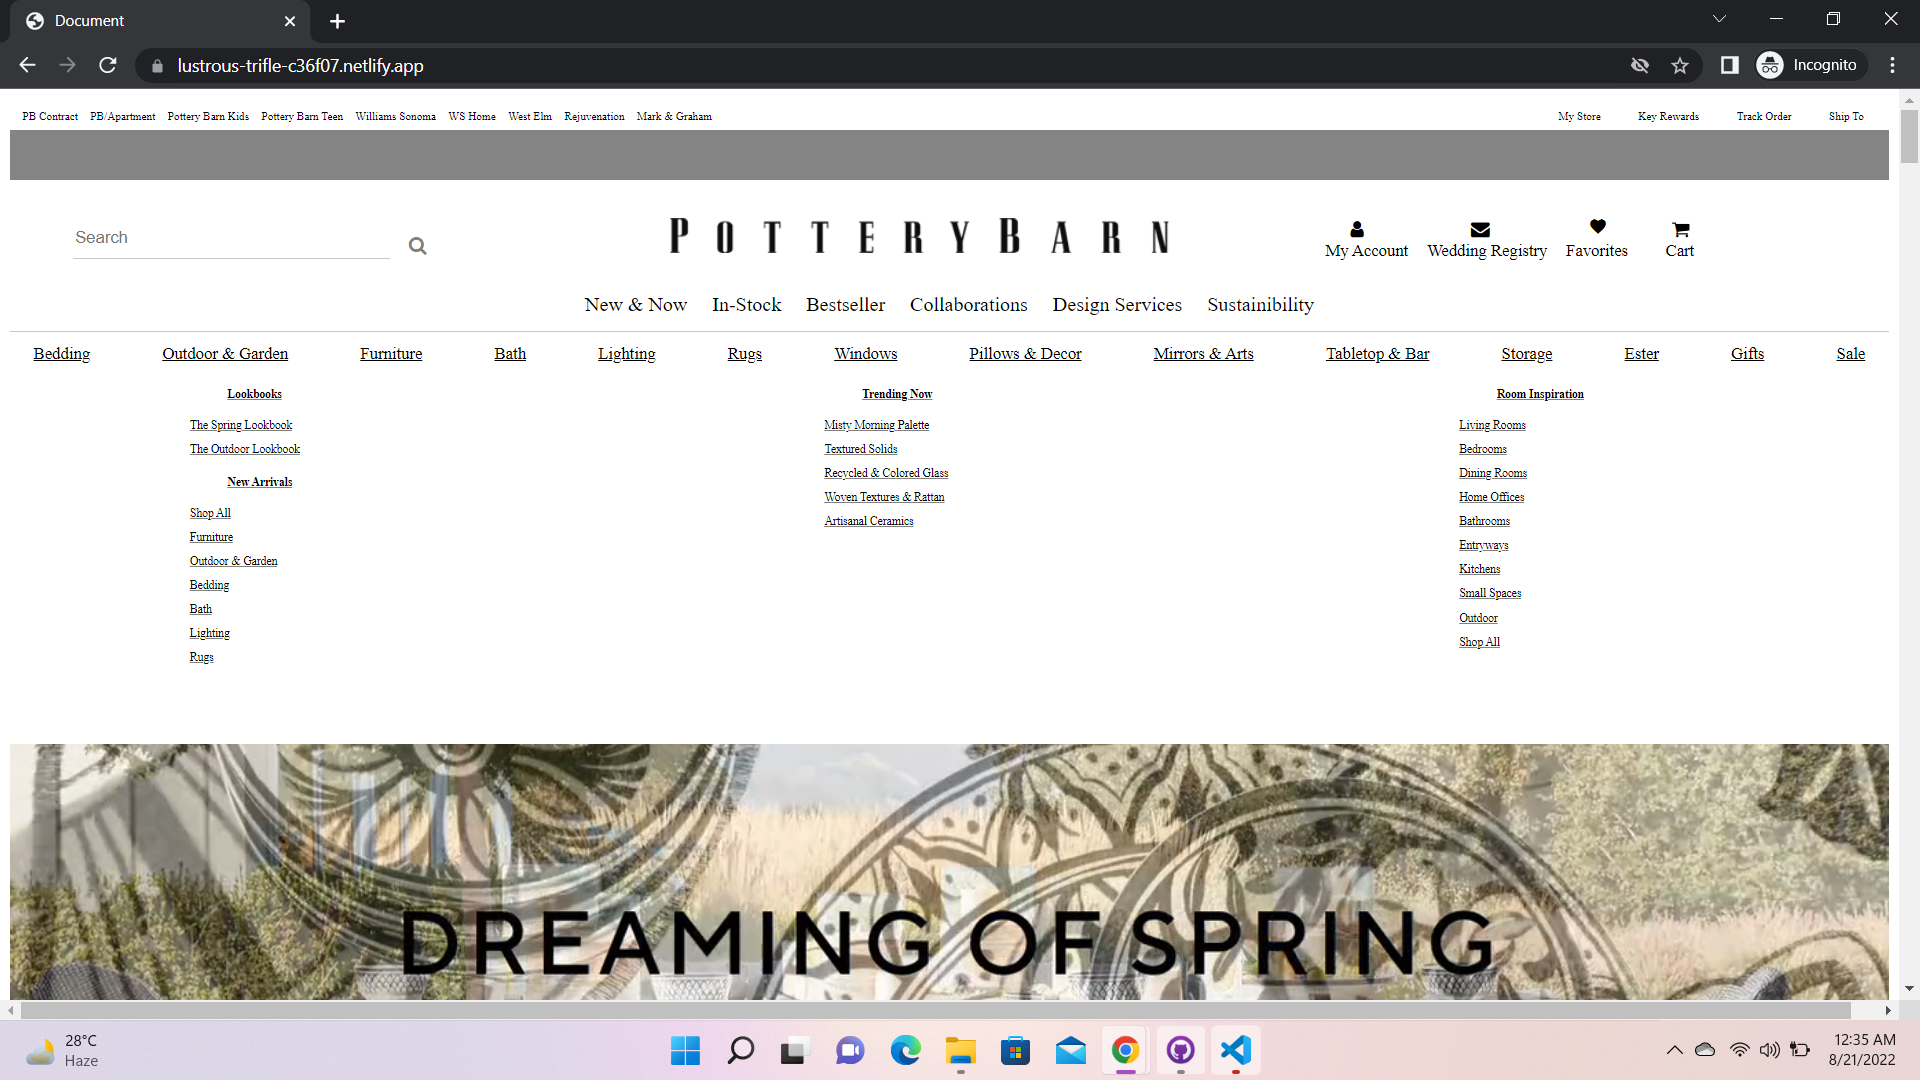 Document
lustrous-trifle-c36f07.netlify.app
Incognito
PB Contract PB/Apartment Pottery Barn Kids Pottery Barn Teen Williams Sonoma WS Home West Elm Rejuvenation Mark & Graham My Store Key Rewards Track Order Ship To
Search
POTTERY BARN
My Account Wedding Registry Favorites Cart
New & Now In-Stock Bestseller Collaborations Design Services Sustainibility
Bedding Outdoor & Garden Furniture Bath Lighting Rugs Windows Pillows & Decor Mirrors & Arts Tabletop & Bar Storage Ester Gifts Sale
Lookbooks
The Spring Lookbook
The Outdoor Lookbook
New Arrivals
Shop All
Furniture
Outdoor & Garden
Bedding
Bath
Lighting
Rugs
Trending Now
Misty Morning Palette
Textured Solids
Recycled & Colored Glass
Woven Textures & Rattan
Artisanal Ceramics
Room Inspiration
Living Rooms
Bedrooms
Dining Rooms
Home Offices
Bathrooms
Entryways
Kitchens
Small Spaces
Outdoor
Shop All
DREAMING OF SPRING
28°C
Haze
12:35 AM
8/21/2022